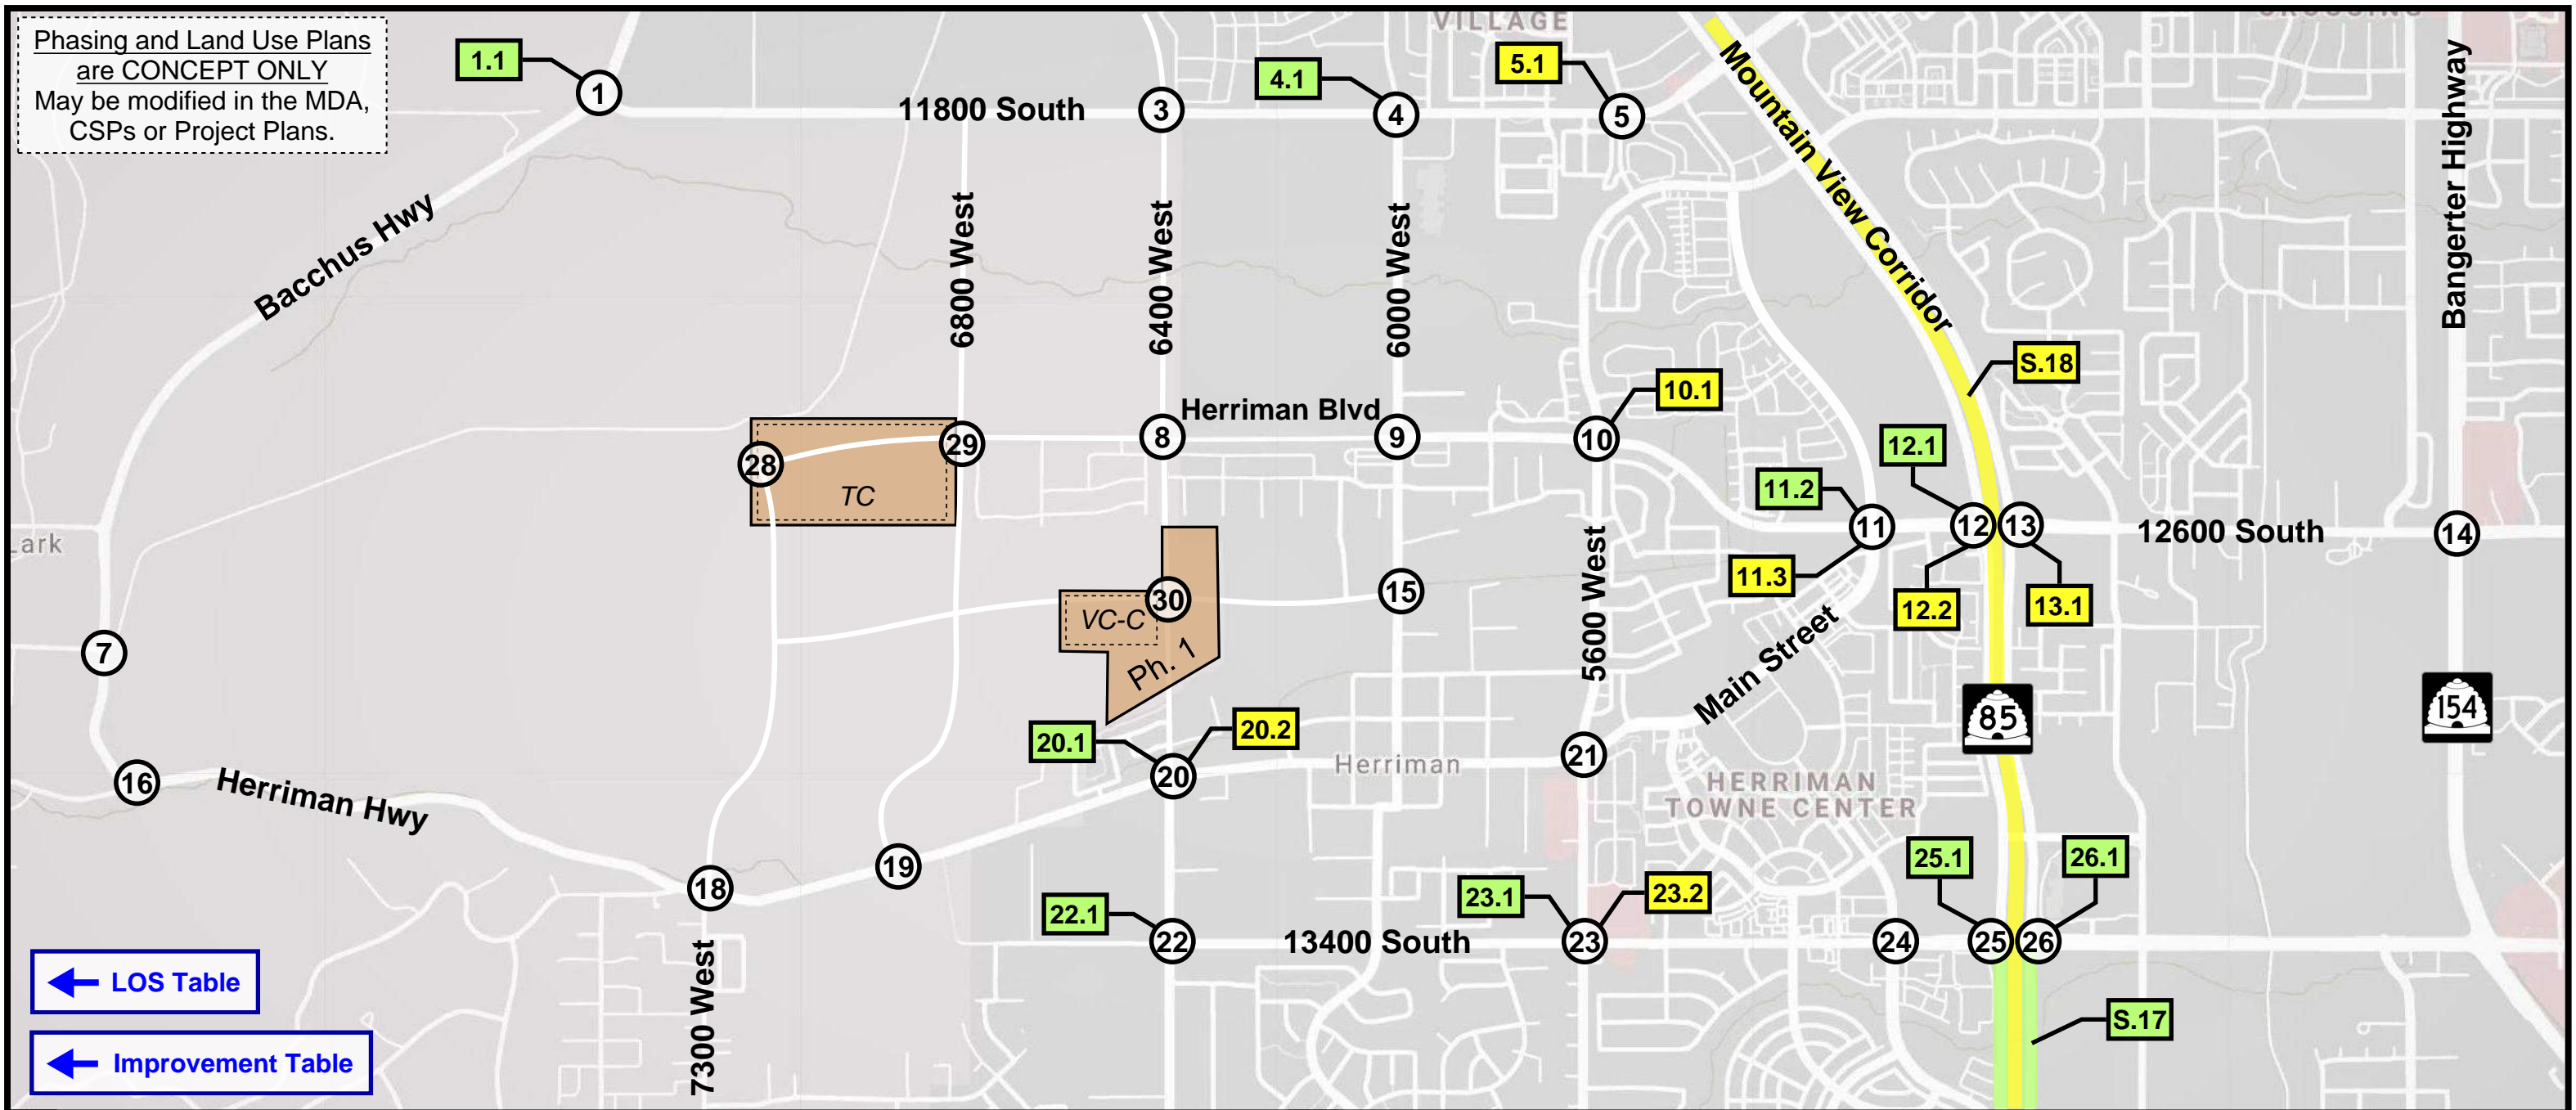 Phasing and Land Use Plans
are CONCEPT ONLY
May be modified in the MDA,
CSPs or Project Plans.
VILLAGE
1.1
4.1
5.1
1
3
4
5
11800 South
Mountain View Corridor
Bangerter Highway
Bacchus Hwy
6800 West
6400 West
6000 West
S.18
10.1
Herriman Blvd
8
9
10
28
29
TC
12.1
11.2
11
12
13
12600 South
14
11.3
12.2
13.1
Lark
7
VC-C
30
15
Ph. 1
5600 West
Main Street
85
154
20.1
20.2
20
Herriman
21
HERRIMAN
TOWNE CENTER
16
Herriman Hwy
18
19
25.1
26.1
22.1
23.1
23.2
22
13400 South
23
24
25
26
7300 West
LOS Table
S.17
Improvement Table